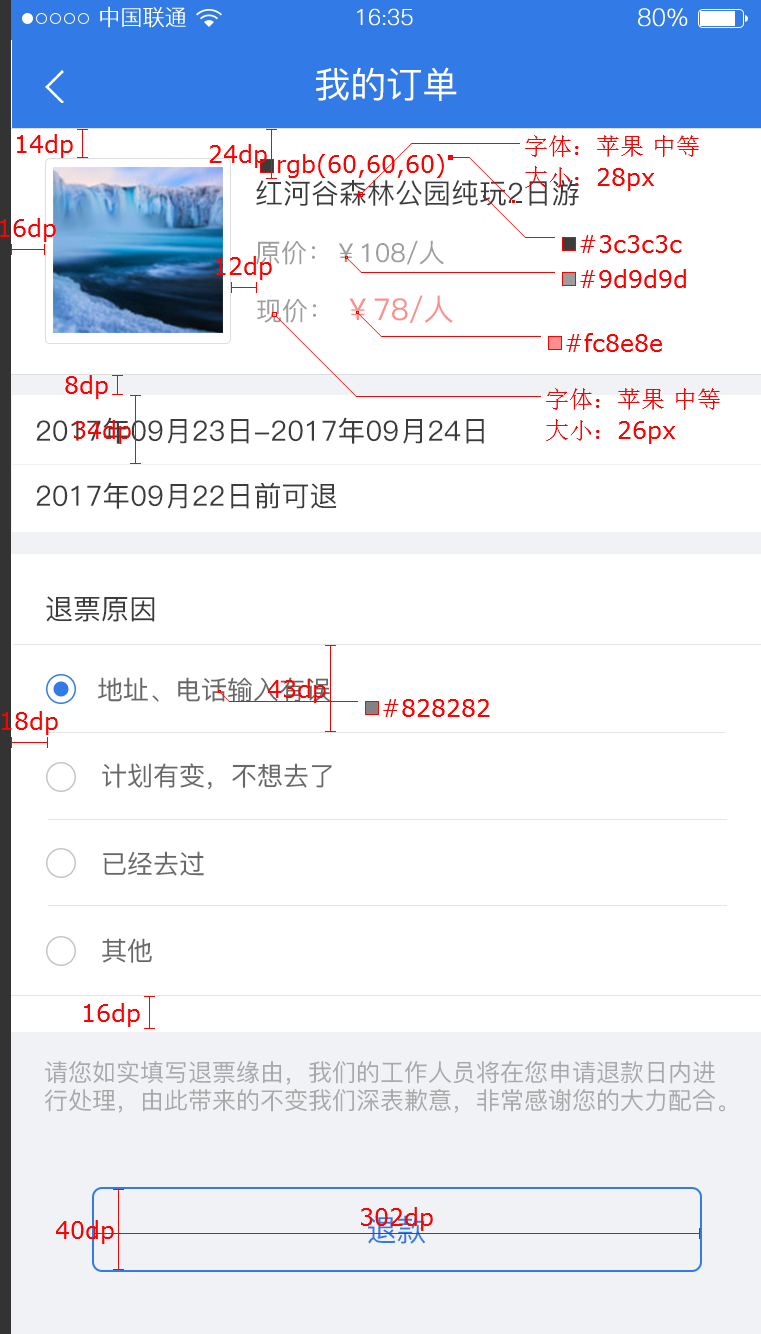 中国联通 16:35 80%
我的订单
14dp
24dp
rgb(60,60,60)
字体：苹果 中等
大小：28px
红河谷森林公园纯玩2日游
16dp
#3c3c3c
原价：￥108/人
12dp
#9d9d9d
现价：￥78/人
#fc8e8e
8dp
字体：苹果 中等
大小：26px
2017年09月23日-2017年09月24日
34dp
2017年09月22日前可退
退票原因
地址、电话输入有误
43dp
#828282
18dp
计划有变，不想去了
已经去过
其他
16dp
请您如实填写退票缘由，我们的工作人员将在您申请退款日内进
行处理，由此带来的不变我们深表歉意，非常感谢您的大力配合。
302dp
40dp
退款